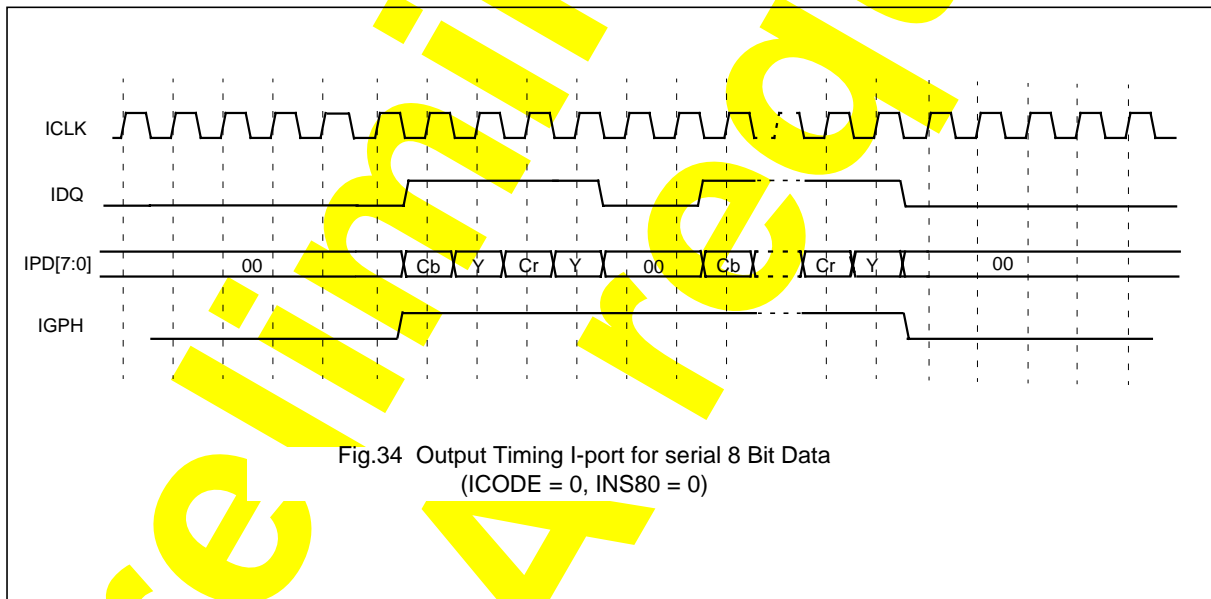 ICLK
IDQ
IPD[7:0] 00 Cb Y Cr Y 00 Cb Cr Y 00
IGPH
Fig.34 Output Timing I-port for serial 8 Bit Data
(ICODE = 0, INS80 = 0)